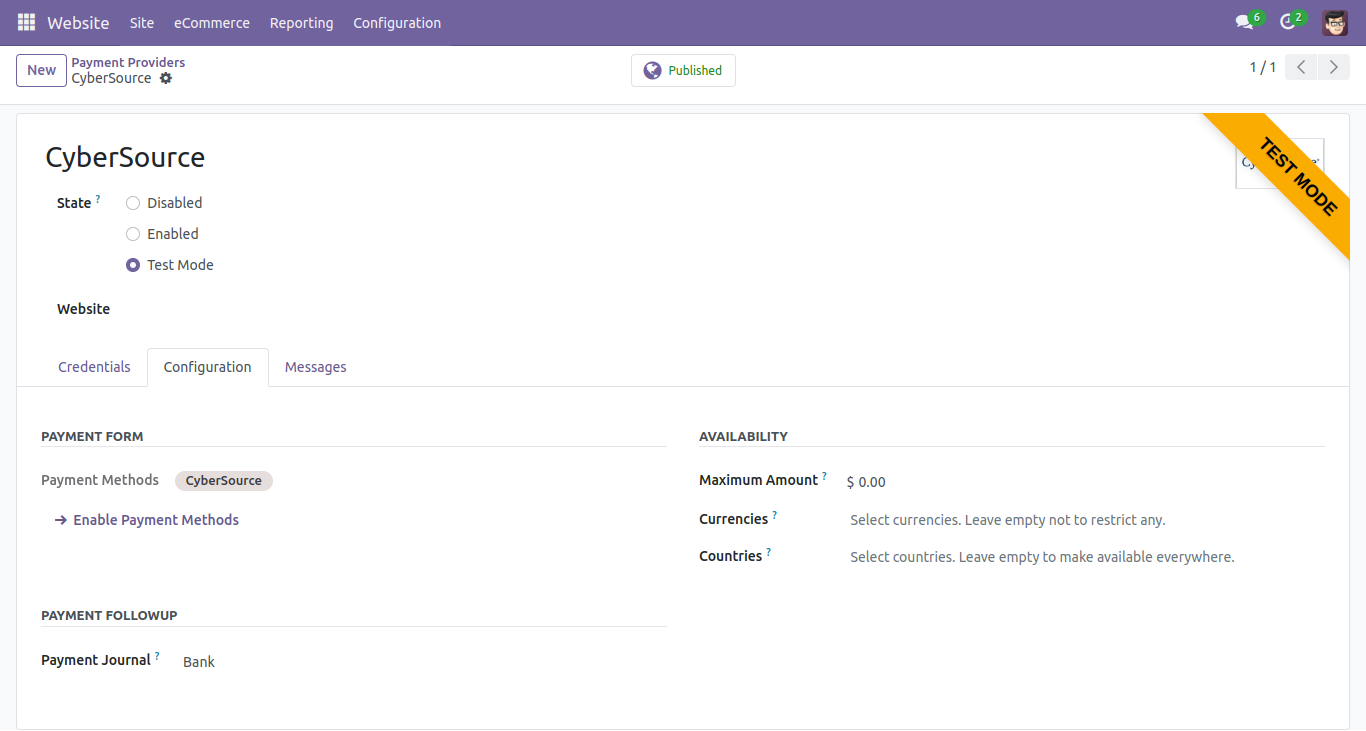 Website Site eCommerce Reporting Configuration 6 2
New Payment Providers Published 1 / 1
CyberSource
CyberSource
TEST MODE
State ? Disabled
Enabled
Test Mode
Website
Credentials Configuration Messages
PAYMENT FORM AVAILABILITY
Payment Methods CyberSource Maximum Amount ? $ 0.00
Enable Payment Methods Currencies ? Select currencies. Leave empty not to restrict any.
Countries ? Select countries. Leave empty to make available everywhere.
PAYMENT FOLLOWUP
Payment Journal ? Bank